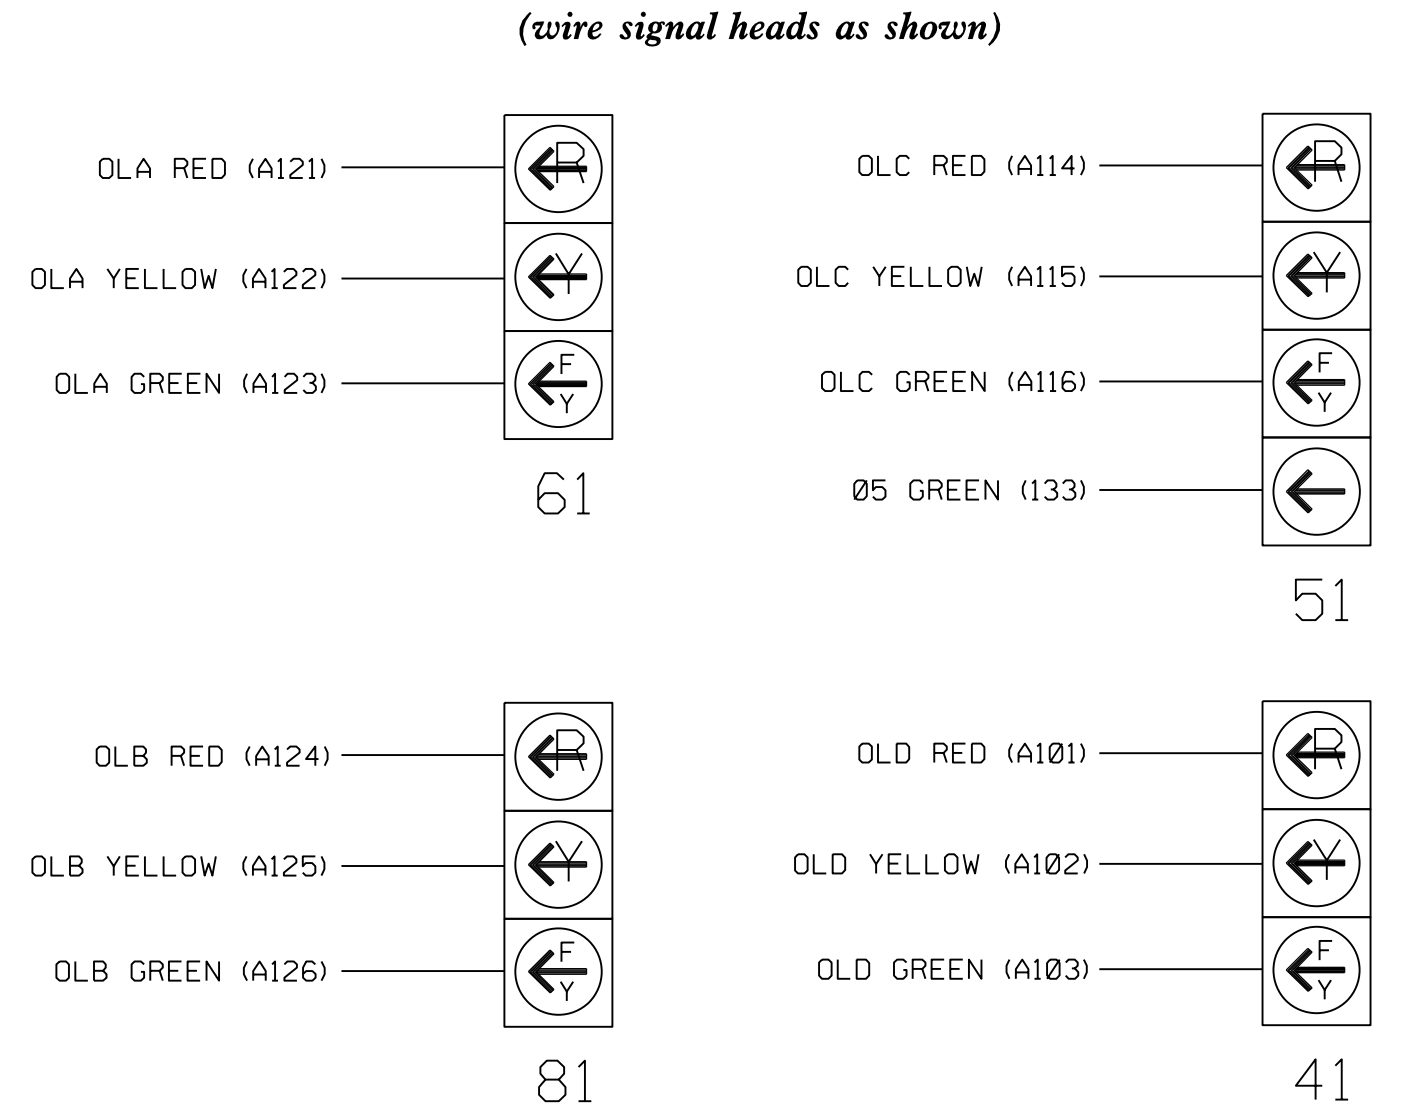 (wire signal heads as shown)
OLA RED (A121)
R
OLA YELLOW (A122)
Y
OLA GREEN (A123)
F
Y
61
OLC RED (A114)
R
OLC YELLOW (A115)
Y
OLC GREEN (A116)
F
Y
Ø5 GREEN (133)
51
OLB RED (A124)
R
OLB YELLOW (A125)
Y
OLB GREEN (A126)
F
Y
81
OLD RED (A1Ø1)
R
OLD YELLOW (A1Ø2)
Y
OLD GREEN (A1Ø3)
F
Y
41